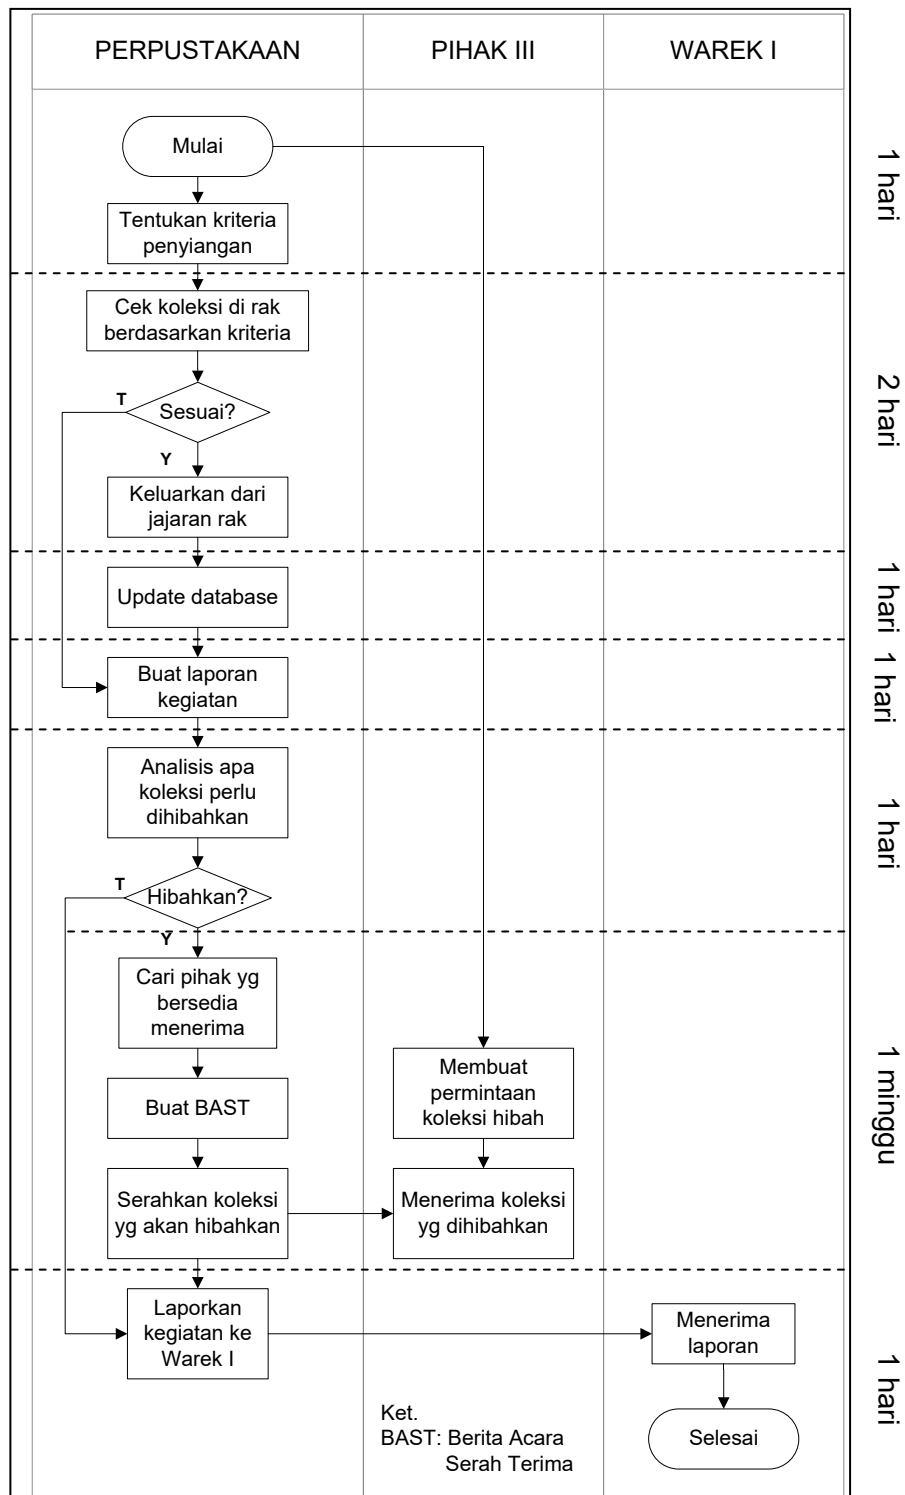 PERPUSTAKAAN
PIHAK III
WAREK I
Mulai
1 hari
Tentukan kriteria
penyiangan
Cek koleksi di rak
berdasarkan kriteria
2 hari
T
Sesuai?
Y
Keluarkan dari
jajaran rak
Update database
1 hari
Buat laporan
kegiatan
1 hari
Analisis apa
koleksi perlu
dihibahkan
1 hari
T
Hibahkan?
Y
Cari pihak yg
bersedia
menerima
Membuat
permintaan
koleksi hibah
1 minggu
Buat BAST
Serahkan koleksi
yg akan hibahkan
Menerima koleksi
yg dihibahkan
Laporkan
kegiatan ke
Warek I
Menerima
laporan
1 hari
Ket.
BAST: Berita Acara
Serah Terima
Selesai